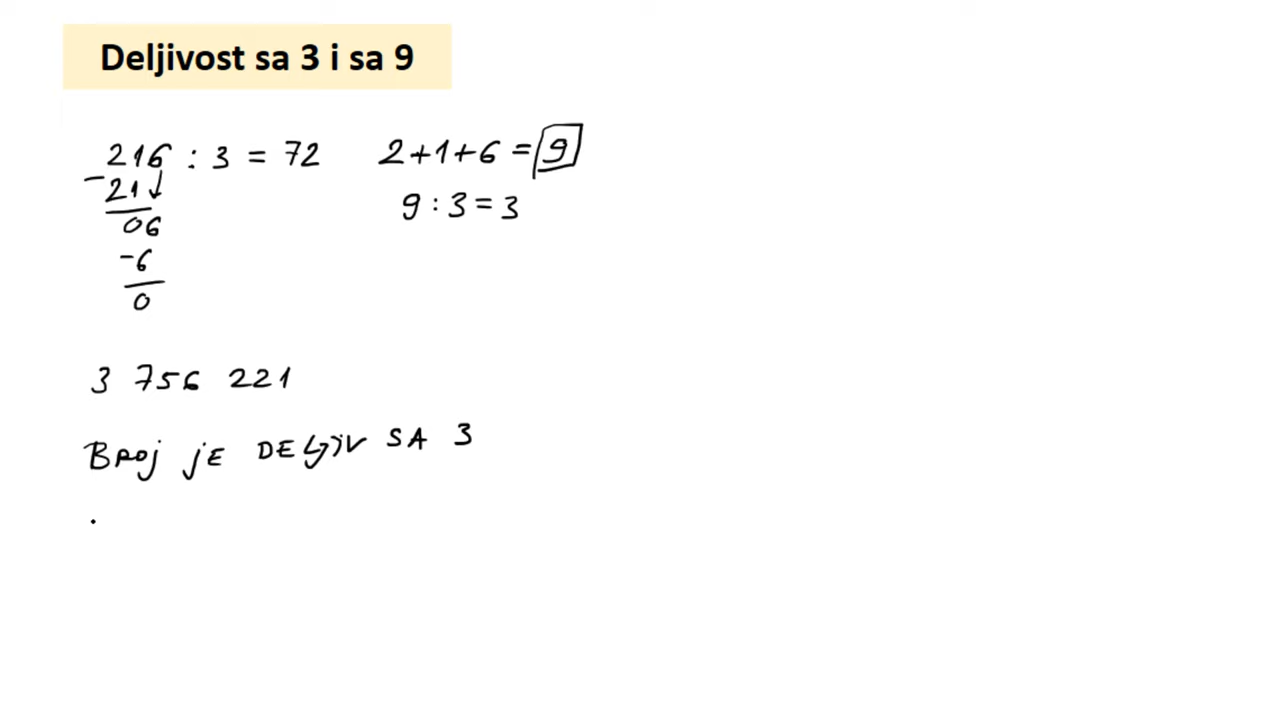 Deljivost sa 3 i sa 9
216 : 3 = 72
-21↓
06
-6
0
2+1+6 = 9
9 : 3 = 3
3 756 221
BROJ JE DELJIV SA 3
.